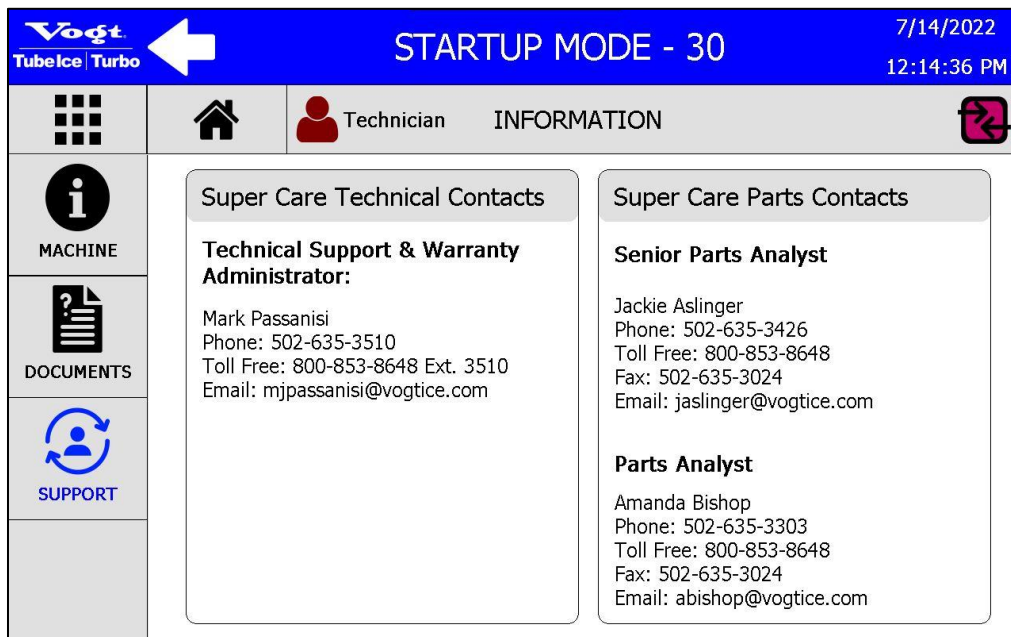 Vogt
TubeIce | Turbo
STARTUP MODE - 30
7/14/2022
12:14:36 PM
Technician
INFORMATION
MACHINE
DOCUMENTS
SUPPORT
Super Care Technical Contacts
Technical Support & Warranty
Administrator:
Mark Passanisi
Phone: 502-635-3510
Toll Free: 800-853-8648 Ext. 3510
Email: mjpassanisi@vogtice.com
Super Care Parts Contacts
Senior Parts Analyst
Jackie Aslinger
Phone: 502-635-3426
Toll Free: 800-853-8648
Fax: 502-635-3024
Email: jaslinger@vogtice.com
Parts Analyst
Amanda Bishop
Phone: 502-635-3303
Toll Free: 800-853-8648
Fax: 502-635-3024
Email: abishop@vogtice.com